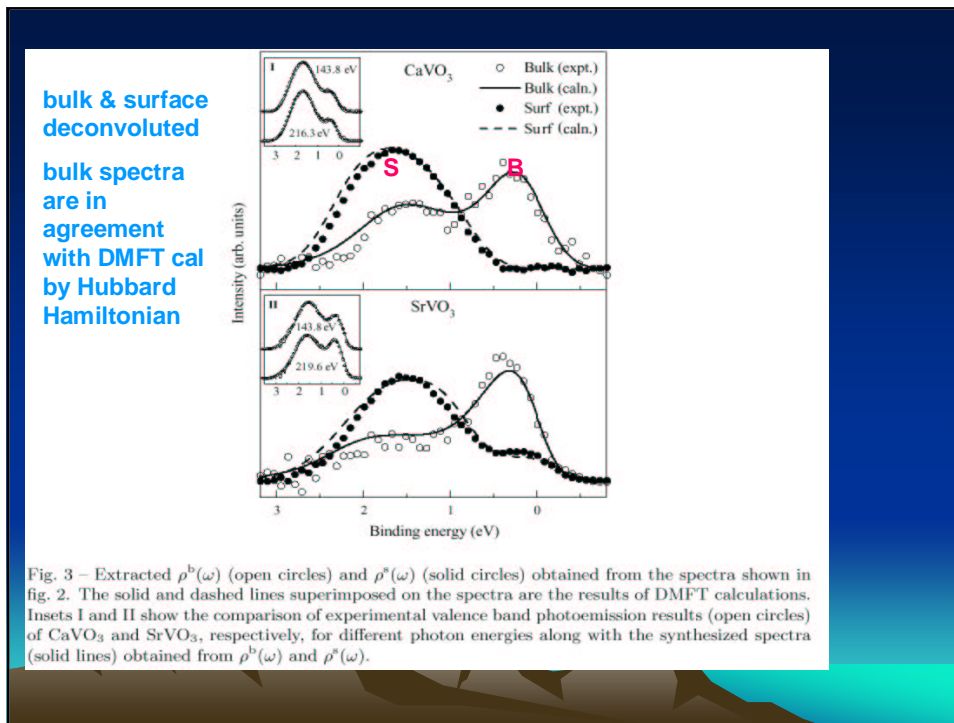 bulk & surface
deconvoluted
bulk spectra
are in
agreement
with DMFT cal
by Hubbard
Hamiltonian
I
143.8 eV
216.3 eV
3 2 1 0
CaVO₃
Bulk (expt.)
Bulk (caln.)
Surf (expt.)
Surf (caln.)
S
B
Intensity (arb. units)
II
143.8 eV
219.6 eV
3 2 1 0
SrVO₃
3 2 1 0
Binding energy (eV)
Fig. 3 – Extracted ρᵇ(ω) (open circles) and ρˢ(ω) (solid circles) obtained from the spectra shown in
fig. 2. The solid and dashed lines superimposed on the spectra are the results of DMFT calculations.
Insets I and II show the comparison of experimental valence band photoemission results (open circles)
of CaVO₃ and SrVO₃, respectively, for different photon energies along with the synthesized spectra
(solid lines) obtained from ρᵇ(ω) and ρˢ(ω).